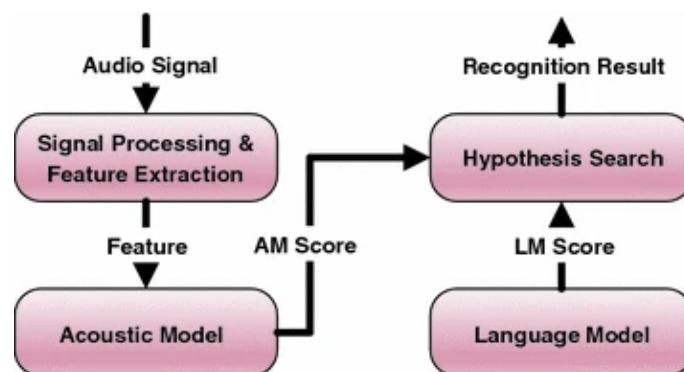 Audio Signal
Signal Processing &
Feature Extraction
Feature
Acoustic Model
AM Score
Recognition Result
Hypothesis Search
LM Score
Language Model